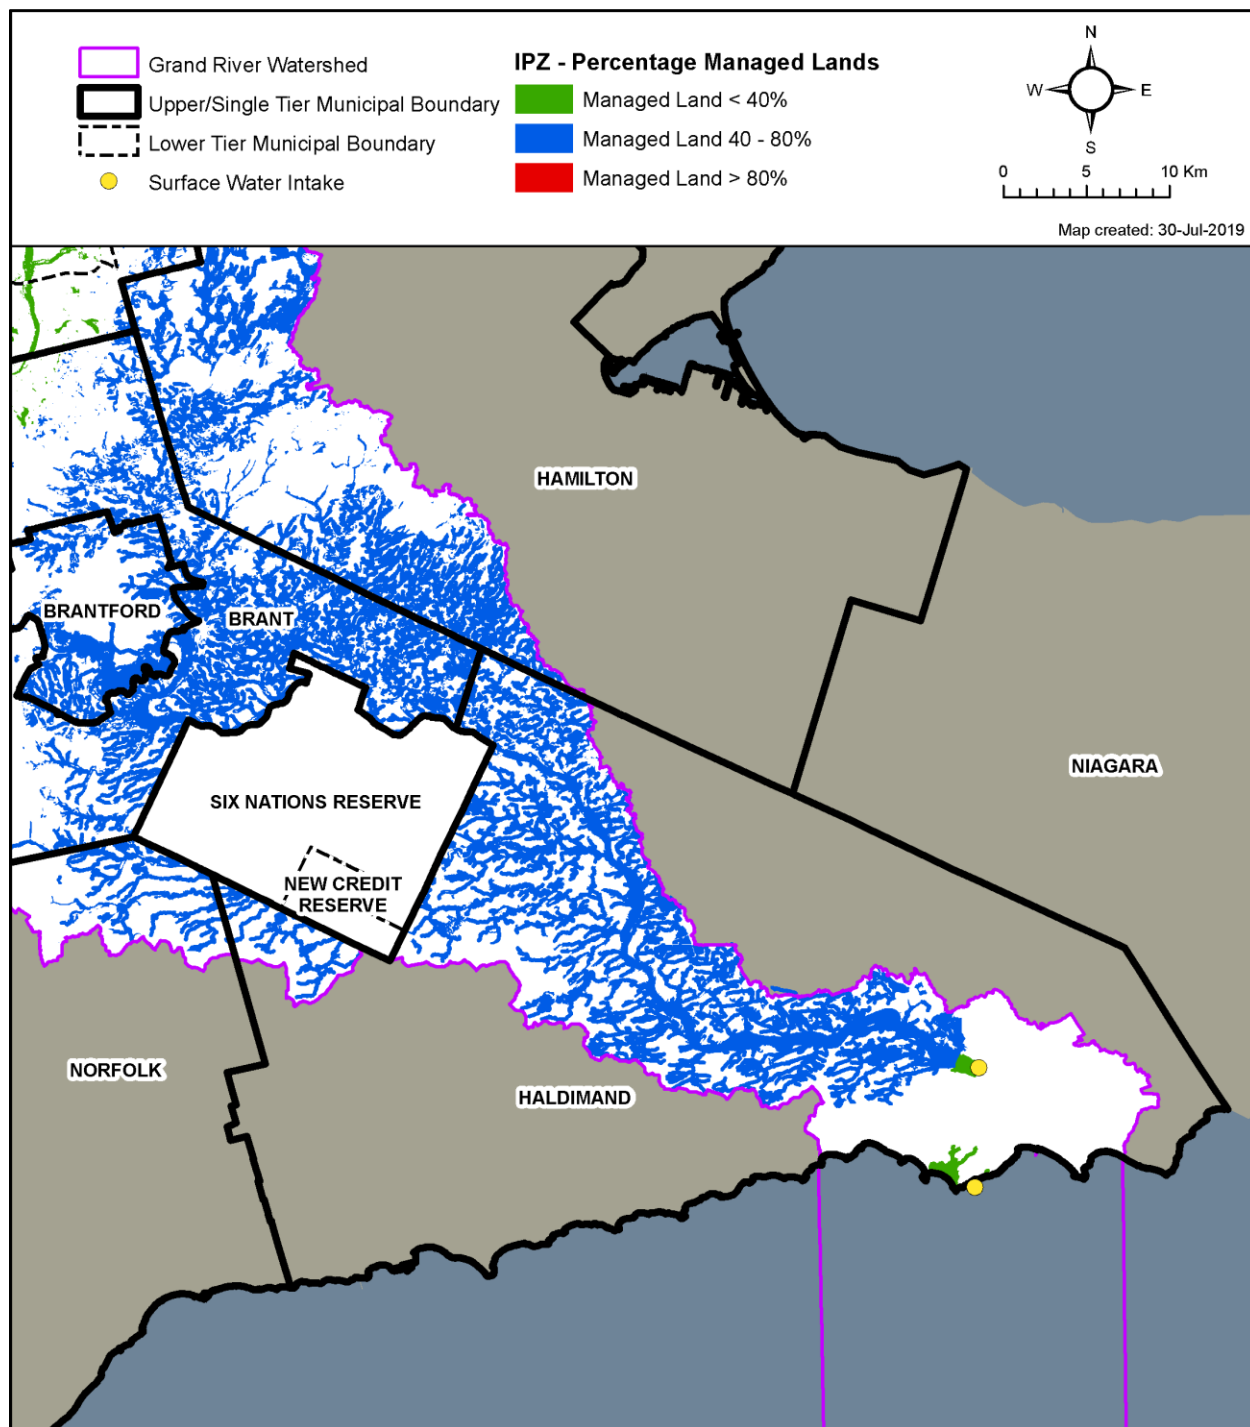 Grand River Watershed
Upper/Single Tier Municipal Boundary
Lower Tier Municipal Boundary
Surface Water Intake
IPZ - Percentage Managed Lands
Managed Land < 40%
Managed Land 40 - 80%
Managed Land > 80%
N
W E
S
0 5 10 Km
Map created: 30-Jul-2019
HAMILTON
BRANTFORD
BRANT
NIAGARA
SIX NATIONS RESERVE
NEW CREDIT
RESERVE
NORFOLK
HALDIMAND